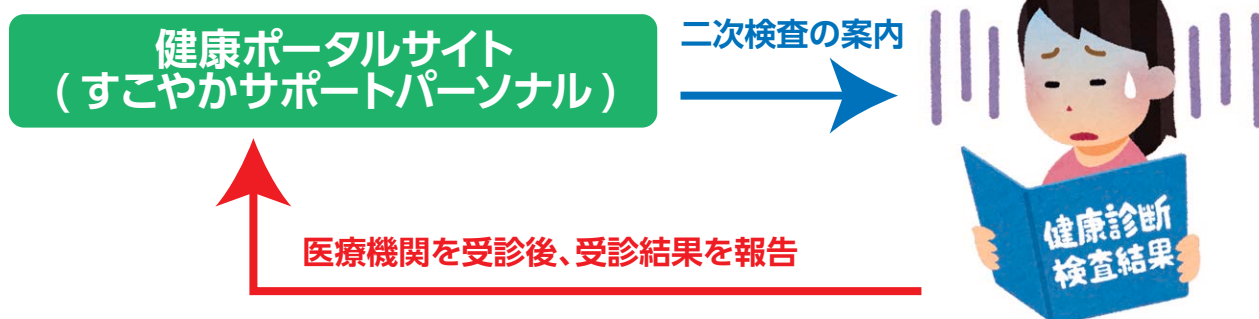 健康ポータルサイト
(すこやかサポートパーソナル)
二次検査の案内
健康診断
検査結果
医療機関を受診後、受診結果を報告